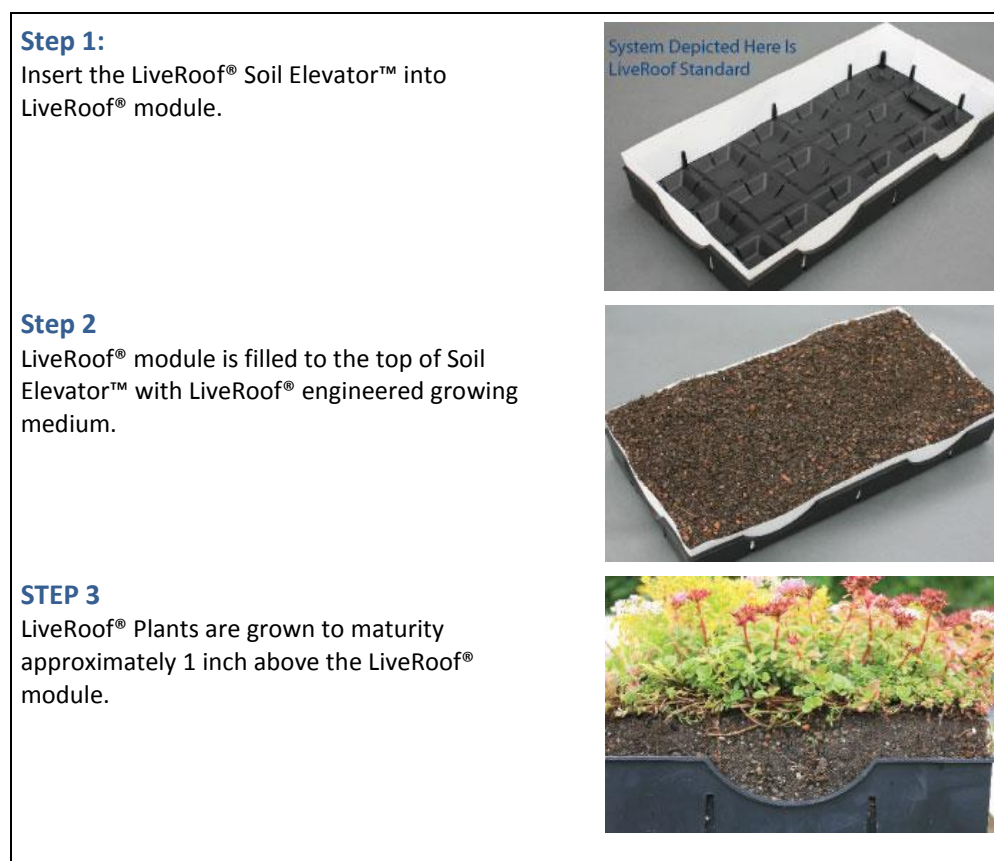 Step 1:
Insert the LiveRoof® Soil Elevator™ into
LiveRoof® module.
System Depicted Here Is
LiveRoof Standard
Step 2
LiveRoof® module is filled to the top of Soil
Elevator™ with LiveRoof® engineered growing
medium.
STEP 3
LiveRoof® Plants are grown to maturity
approximately 1 inch above the LiveRoof®
module.